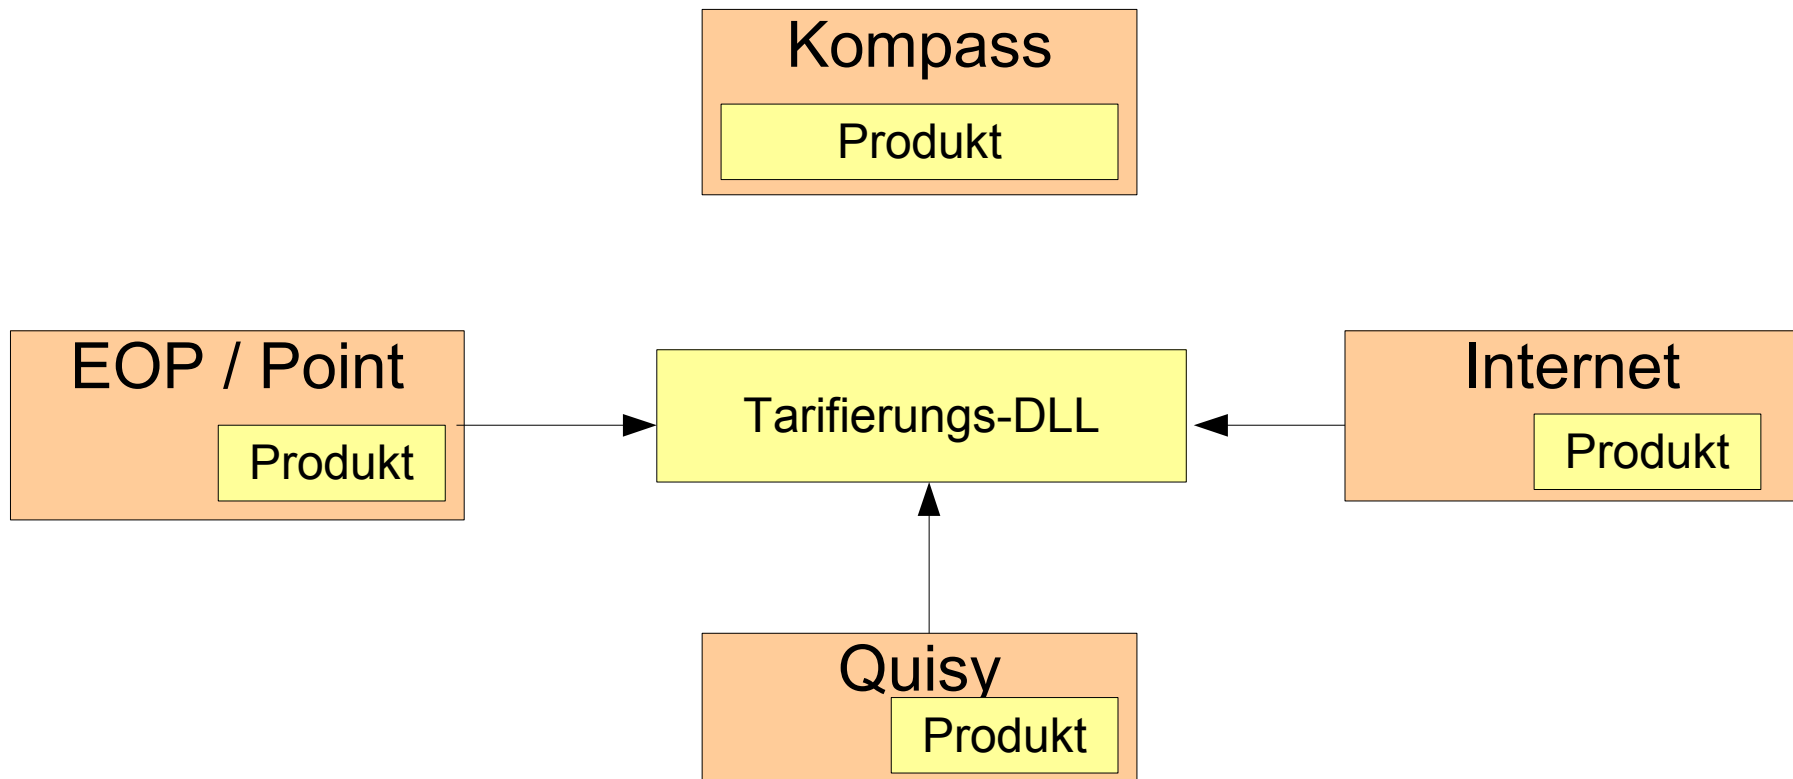 Kompass
Produkt
EOP / Point
Produkt
Tarifierungs-DLL
Internet
Produkt
Quisy
Produkt